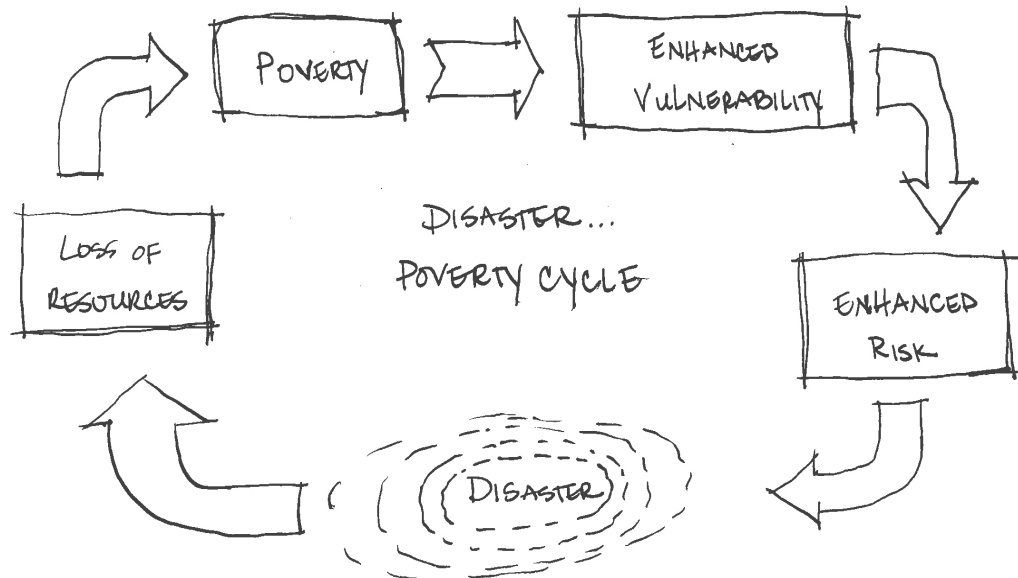 POVERTY
ENHANCED
VULNERABILITY
DISASTER...
POVERTY CYCLE
LOSS OF
RESOURCES
ENHANCED
RISK
DISASTER